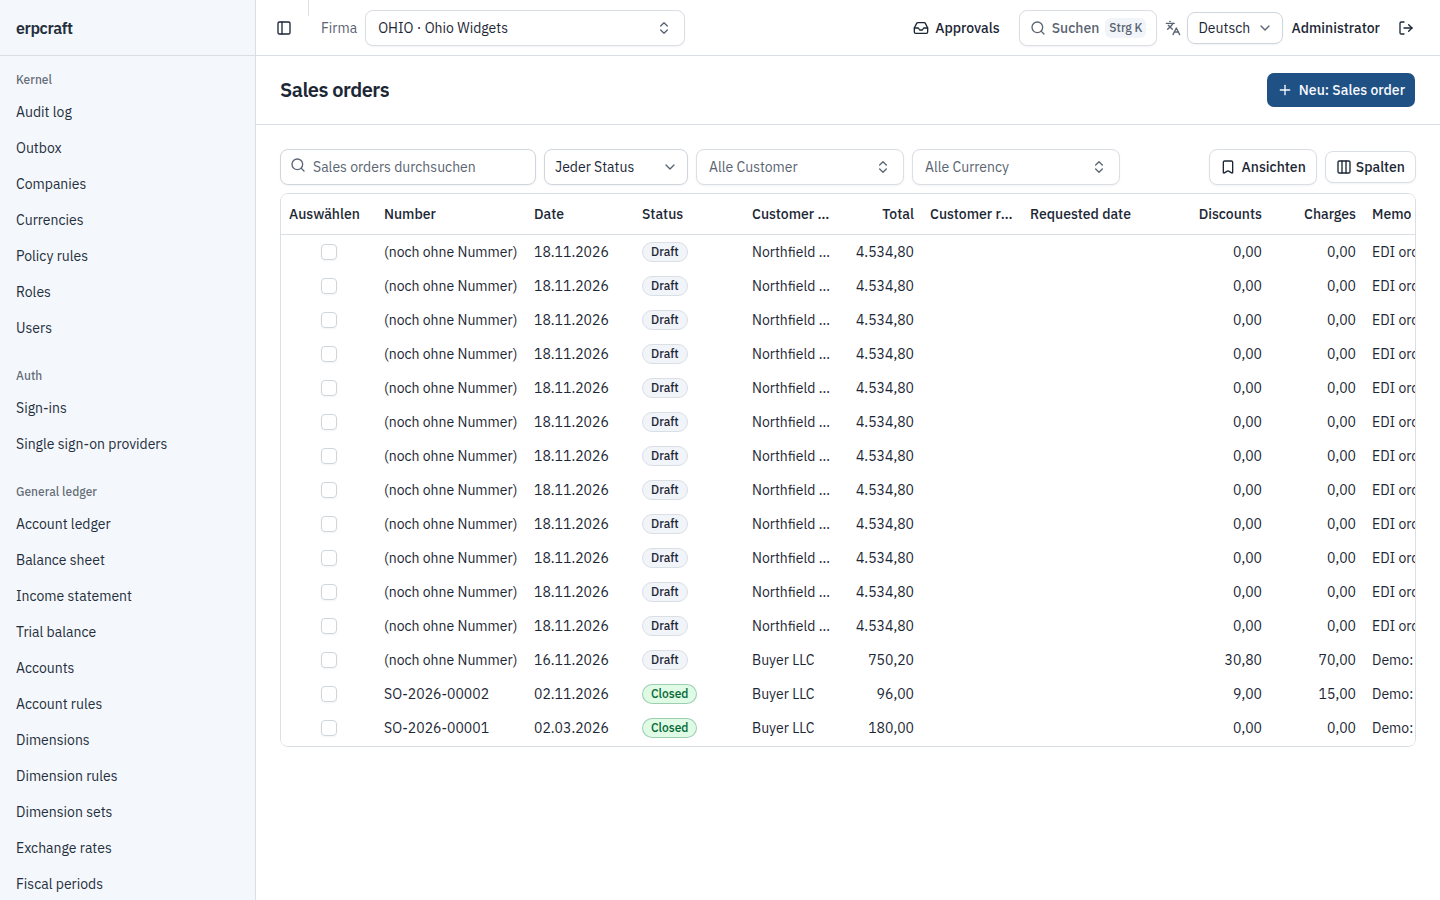 erpcraft
Firma
OHIO · Ohio Widgets
Approvals
Suchen Strg K
Deutsch
Administrator
Kernel
Audit log
Outbox
Companies
Currencies
Policy rules
Roles
Users
Auth
Sign-ins
Single sign-on providers
General ledger
Account ledger
Balance sheet
Income statement
Trial balance
Accounts
Account rules
Dimensions
Dimension rules
Dimension sets
Exchange rates
Fiscal periods
Sales orders
Neu: Sales order
Sales orders durchsuchen
Jeder Status
Alle Customer
Alle Currency
Ansichten
Spalten
Auswählen Number Date Status Customer ... Total Customer r... Requested date Discounts Charges Memo
(noch ohne Nummer) 18.11.2026 Draft Northfield ... 4.534,80 0,00 0,00 EDI
(noch ohne Nummer) 18.11.2026 Draft Northfield ... 4.534,80 0,00 0,00 EDI
(noch ohne Nummer) 18.11.2026 Draft Northfield ... 4.534,80 0,00 0,00 EDI
(noch ohne Nummer) 18.11.2026 Draft Northfield ... 4.534,80 0,00 0,00 EDI
(noch ohne Nummer) 18.11.2026 Draft Northfield ... 4.534,80 0,00 0,00 EDI
(noch ohne Nummer) 18.11.2026 Draft Northfield ... 4.534,80 0,00 0,00 EDI
(noch ohne Nummer) 18.11.2026 Draft Northfield ... 4.534,80 0,00 0,00 EDI
(noch ohne Nummer) 18.11.2026 Draft Northfield ... 4.534,80 0,00 0,00 EDI
(noch ohne Nummer) 18.11.2026 Draft Northfield ... 4.534,80 0,00 0,00 EDI
(noch ohne Nummer) 18.11.2026 Draft Northfield ... 4.534,80 0,00 0,00 EDI
(noch ohne Nummer) 18.11.2026 Draft Northfield ... 4.534,80 0,00 0,00 EDI
(noch ohne Nummer) 18.11.2026 Draft Northfield ... 4.534,80 0,00 0,00 EDI
(noch ohne Nummer) 16.11.2026 Draft Buyer LLC 750,20 30,80 70,00 Demo:
SO-2026-00002 02.11.2026 Closed Buyer LLC 96,00 9,00 15,00 Demo:
SO-2026-00001 02.03.2026 Closed Buyer LLC 180,00 0,00 0,00 Demo: